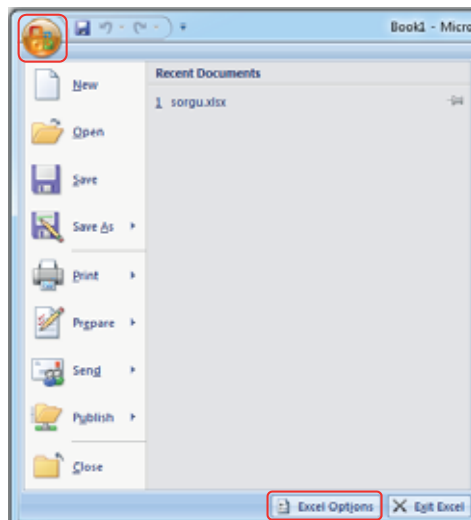 Book1 - Micro
New
Recent Documents
1 sorgu.xlsx
Open
Save
Save As
Print
Prepare
Send
Publish
Close
Excel Options
Exit Excel